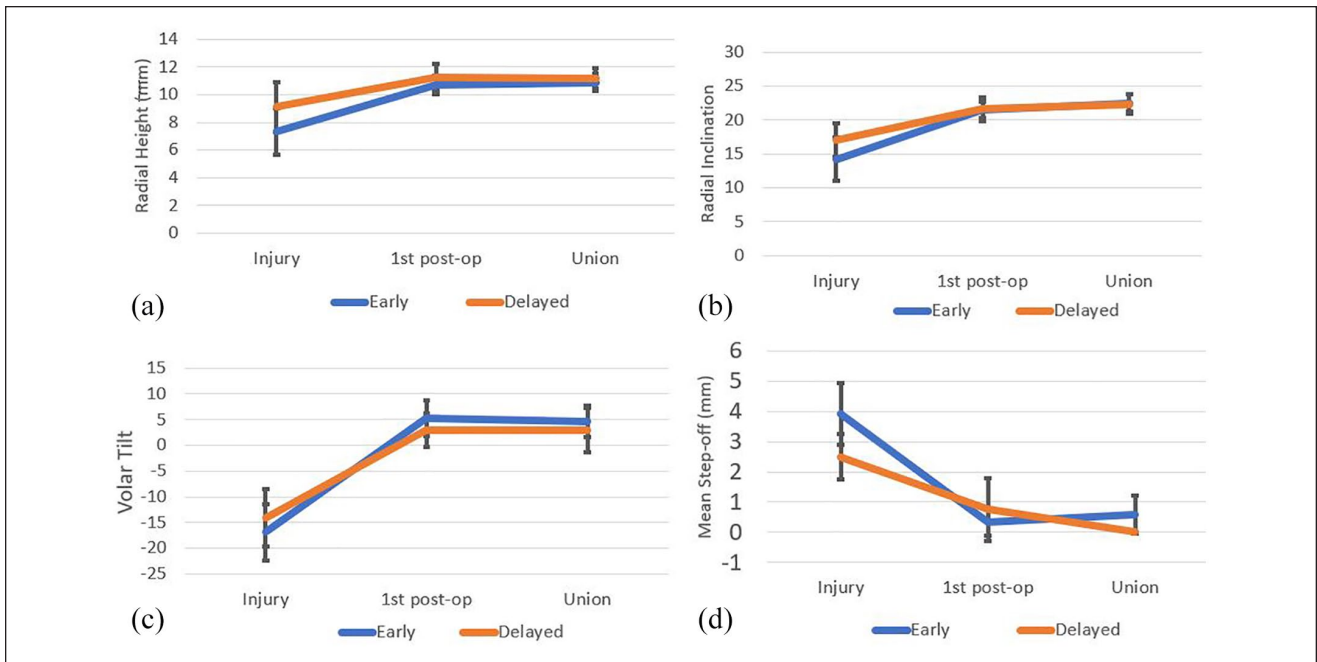 14
12
10
8
6
4
2
0
Radial Height (mm)
Injury 1st post-op Union
Early Delayed
(a)
30
25
20
15
10
5
0
Radial Inclination
Injury 1st post-op Union
Early Delayed
(b)
15
10
5
0
-5
-10
-15
-20
-25
Volar Tilt
Injury 1st post-op Union
Early Delayed
(c)
6
5
4
3
2
1
0
-1
Mean Step-off (mm)
Injury 1st post-op Union
Early Delayed
(d)